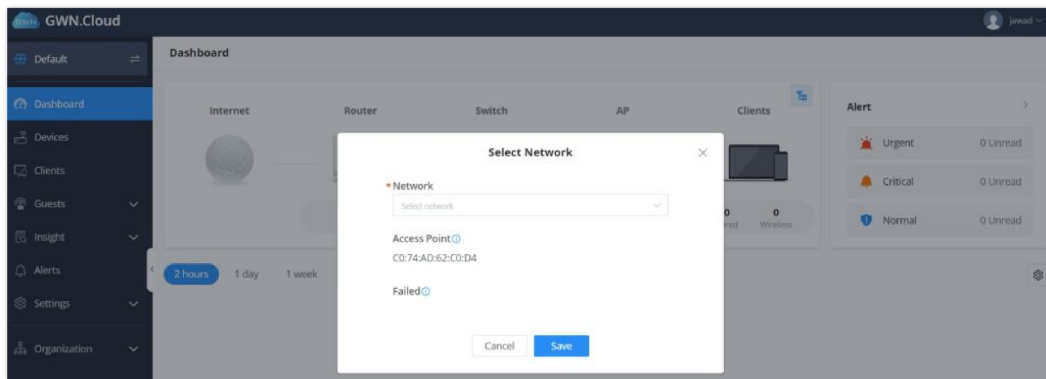 GWN GWN.Cloud
jawad
Default
Dashboard
Devices
Clients
Guests
Insight
Alerts
Settings
Organization
Dashboard
Internet Router Switch AP Clients
0 0
Wireless
2 hours 1 day 1 week
Alert
Urgent 0 Unread
Critical 0 Unread
Normal 0 Unread
Select Network
* Network
Select network
Access Point
C0:74:AD:62:C0:D4
Failed
Cancel Save